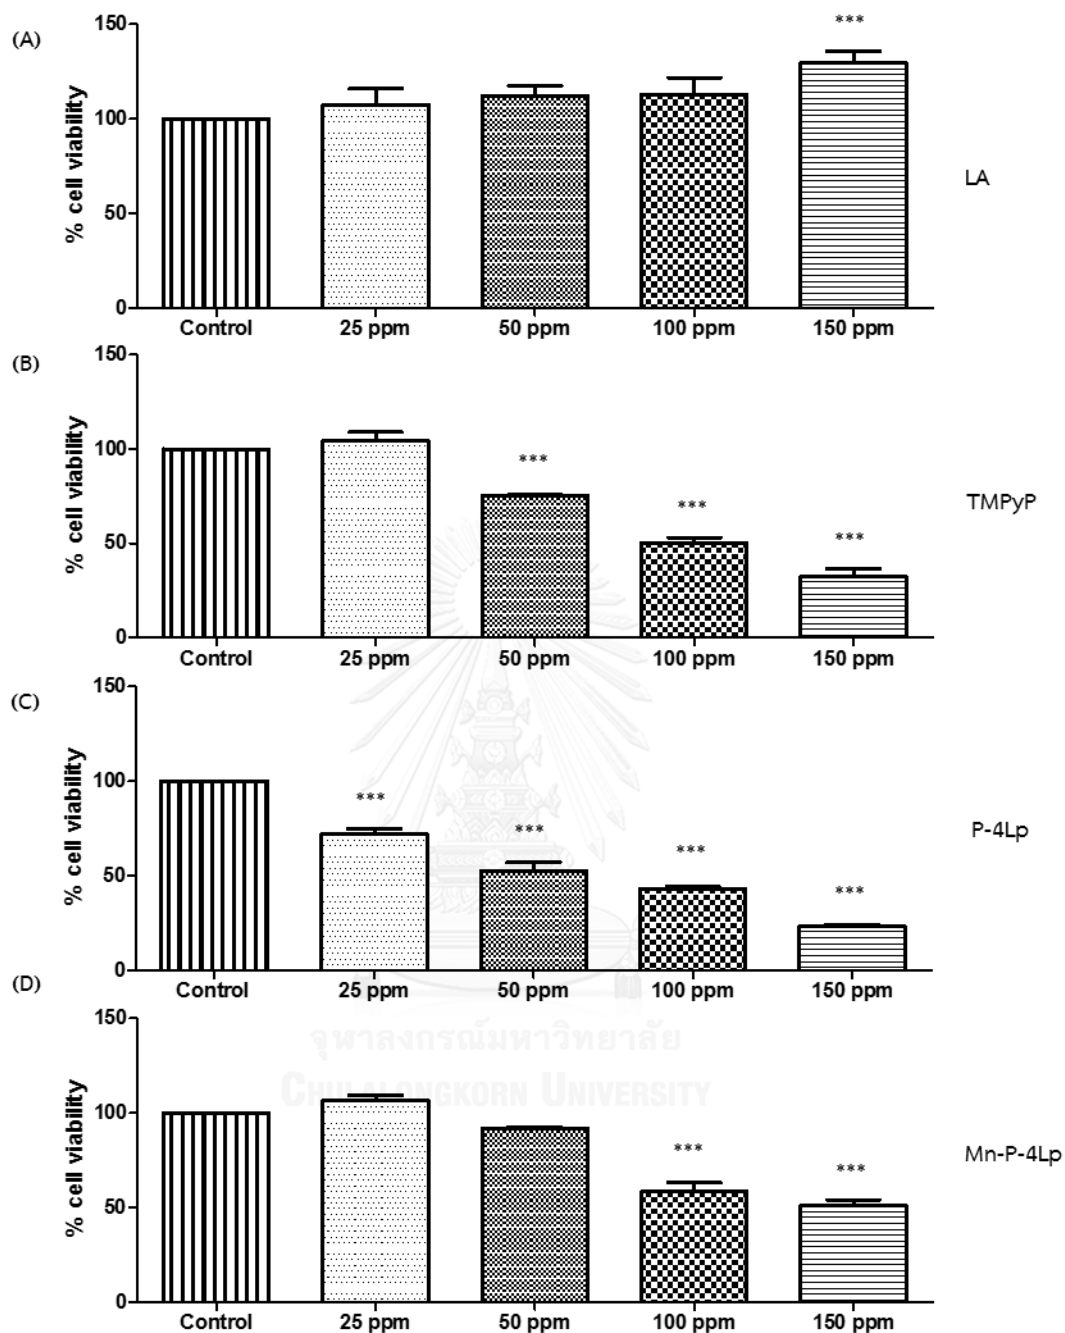 (A)
% cell viability
150
***
100
50
0
LA
Control 25 ppm 50 ppm 100 ppm 150 ppm
(B)
% cell viability
150
100
***
***
50
***
0
TMPyP
Control 25 ppm 50 ppm 100 ppm 150 ppm
(C)
% cell viability
150
100
***
***
***
50
***
0
P-4Lp
Control 25 ppm 50 ppm 100 ppm 150 ppm
(D)
% cell viability
150
100
***
***
50
0
Mn-P-4Lp
Control 25 ppm 50 ppm 100 ppm 150 ppm
จุฬาลงกรณ์มหาวิทยาลัย
CHULALONGKORN UNIVERSITY